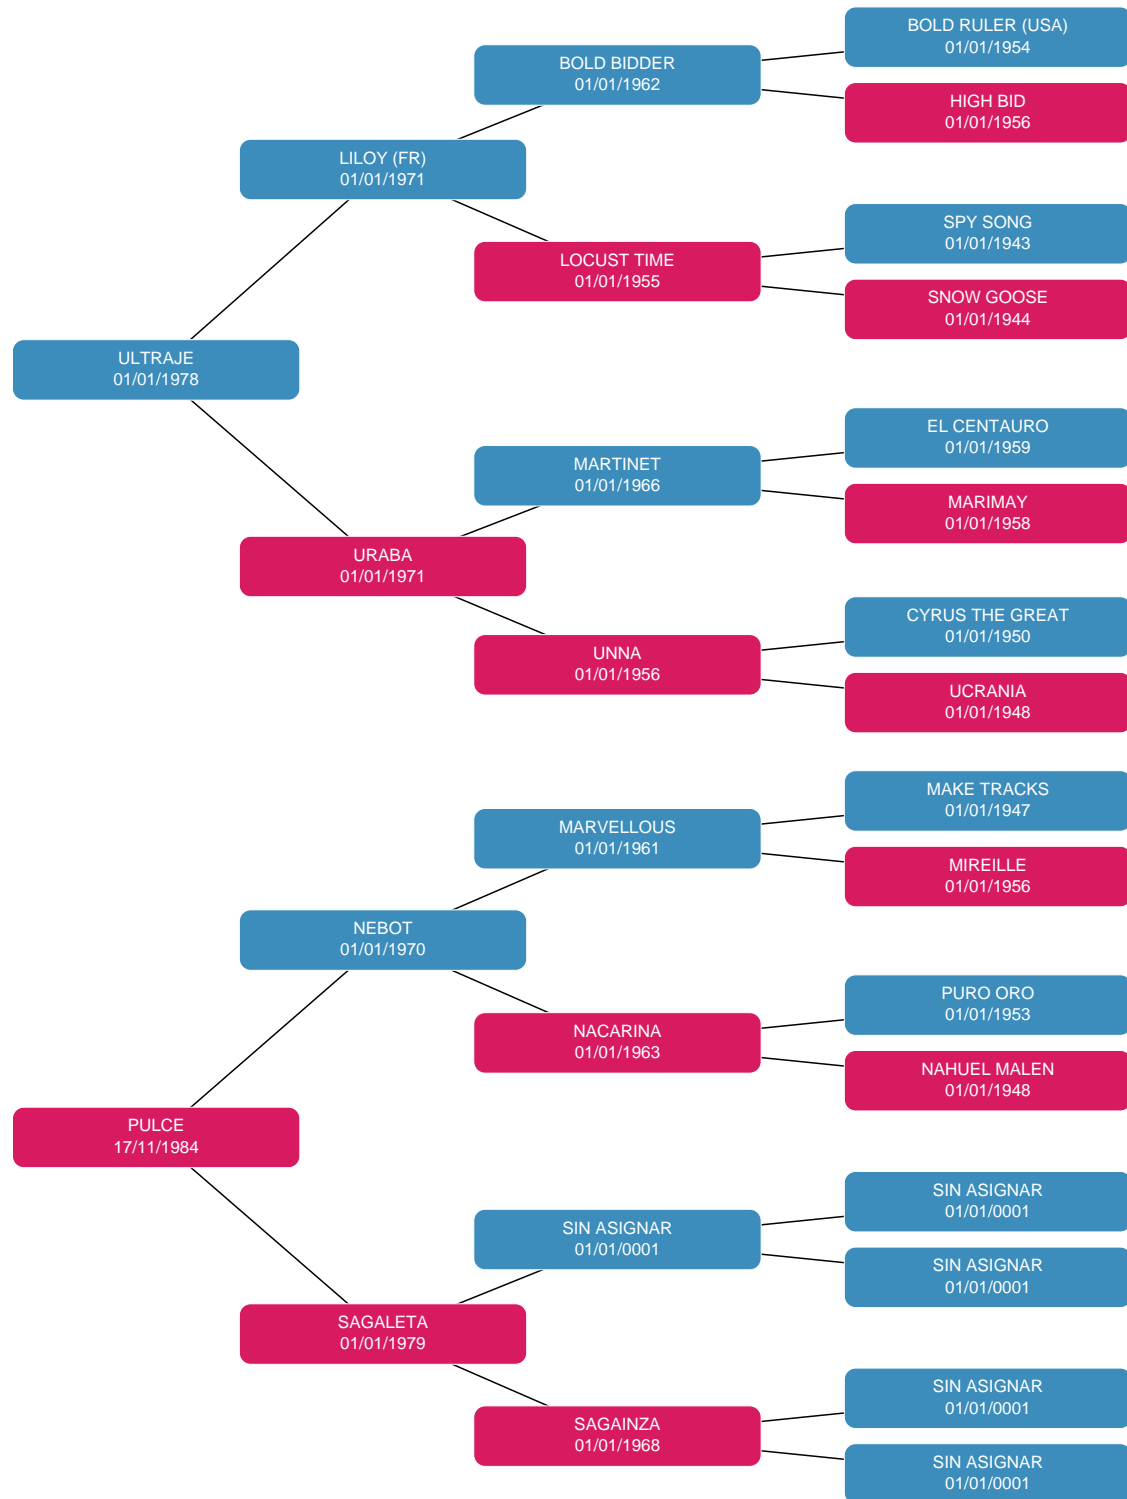 BOLD RULER (USA)
01/01/1954
BOLD BIDDER
01/01/1962
HIGH BID
01/01/1956
LILOY (FR)
01/01/1971
SPY SONG
01/01/1943
LOCUST TIME
01/01/1955
SNOW GOOSE
01/01/1944
ULTRAJE
01/01/1978
EL CENTAURO
01/01/1959
MARTINET
01/01/1966
MARIMAY
01/01/1958
URABA
01/01/1971
CYRUS THE GREAT
01/01/1950
UNNA
01/01/1956
UCRANIA
01/01/1948
MAKE TRACKS
01/01/1947
MARVELLOUS
01/01/1961
MIREILLE
01/01/1956
NEBOT
01/01/1970
PURO ORO
01/01/1953
NACARINA
01/01/1963
NAHUEL MALEN
01/01/1948
PULCE
17/11/1984
SIN ASIGNAR
01/01/0001
SIN ASIGNAR
01/01/0001
SIN ASIGNAR
01/01/0001
SAGALETA
01/01/1979
SIN ASIGNAR
01/01/0001
SAGAINZA
01/01/1968
SIN ASIGNAR
01/01/0001